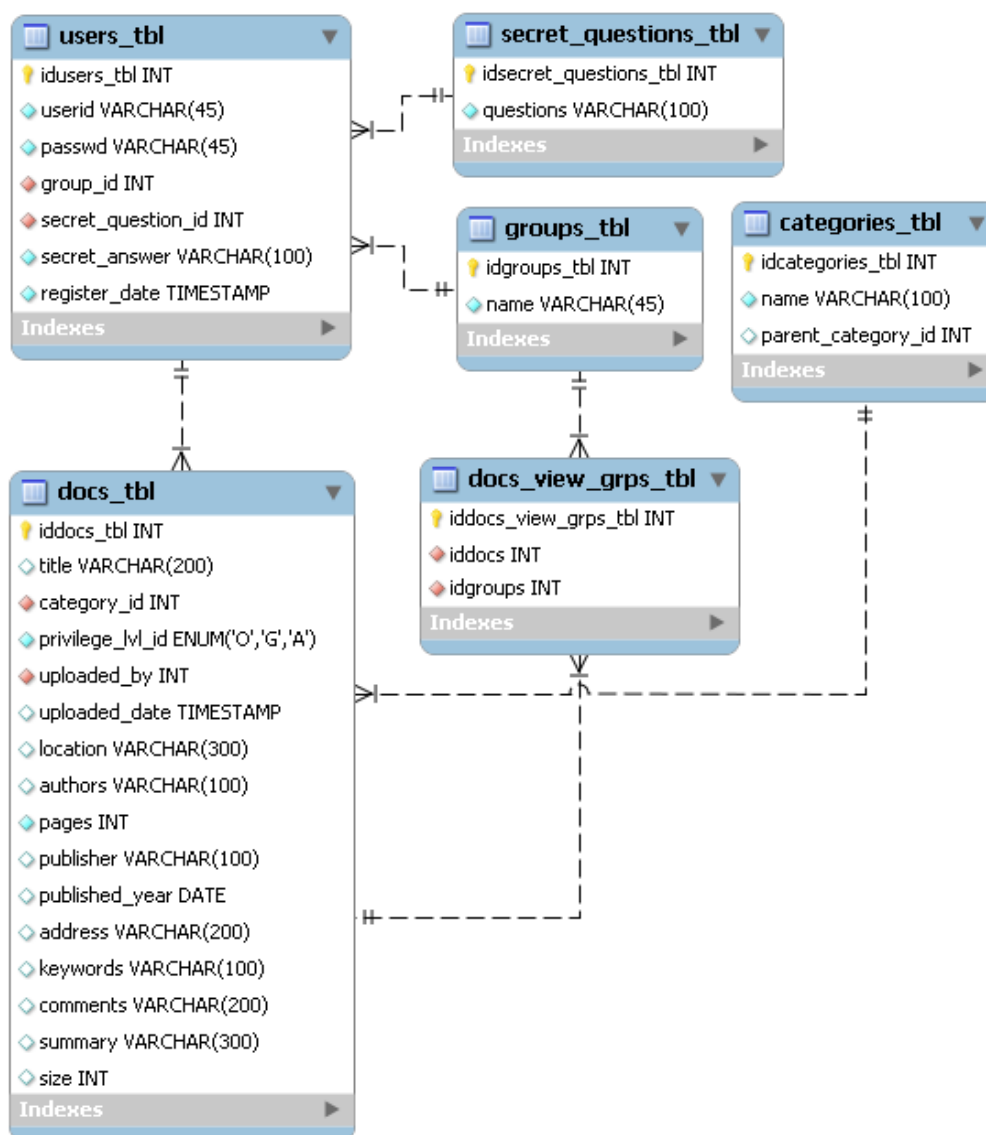 users_tbl
idusers_tbl INT
userid VARCHAR(45)
passwd VARCHAR(45)
group_id INT
secret_question_id INT
secret_answer VARCHAR(100)
register_date TIMESTAMP
Indexes
secret_questions_tbl
idsecret_questions_tbl INT
questions VARCHAR(100)
Indexes
groups_tbl
idgroups_tbl INT
name VARCHAR(45)
Indexes
categories_tbl
idcategories_tbl INT
name VARCHAR(100)
parent_category_id INT
Indexes
docs_tbl
iddocs_tbl INT
title VARCHAR(200)
category_id INT
privilege_lvl_id ENUM('O','G','A')
uploaded_by INT
uploaded_date TIMESTAMP
location VARCHAR(300)
authors VARCHAR(100)
pages INT
publisher VARCHAR(100)
published_year DATE
address VARCHAR(200)
keywords VARCHAR(100)
comments VARCHAR(200)
summary VARCHAR(300)
size INT
Indexes
docs_view_grps_tbl
iddocs_view_grps_tbl INT
iddocs INT
idgroups INT
Indexes